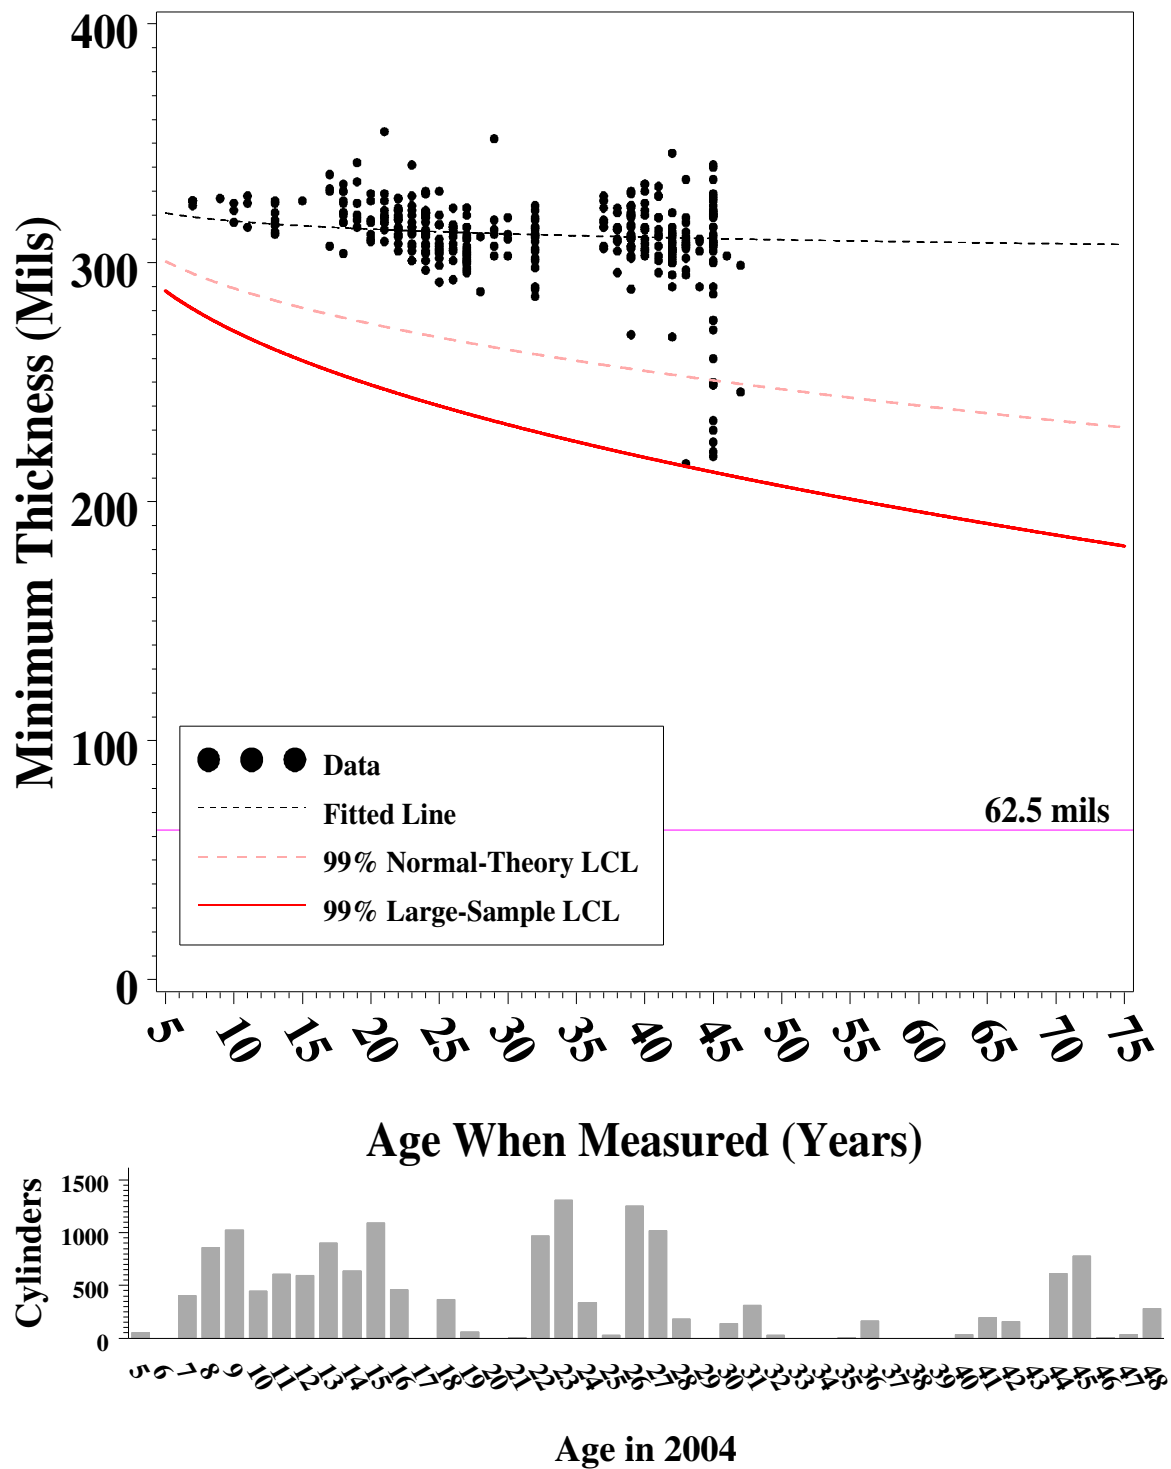 400
300
200
100
0
Minimum Thickness (Mils)
62.5 mils
Data
Fitted Line
99% Normal-Theory LCL
99% Large-Sample LCL
5 10 15 20 25 30 35 40 45 50 55 60 65 70 75
Age When Measured (Years)
1500
1000
500
0
Cylinders
5 6 7 8 9 10 11 12 13 14 15 16 17 18 19 20 21 22 23 24 25 26 27 28 29 30 31 32 33 34 35 36 37 38 39 40 41 42 43 44 45 46 47 48
Age in 2004